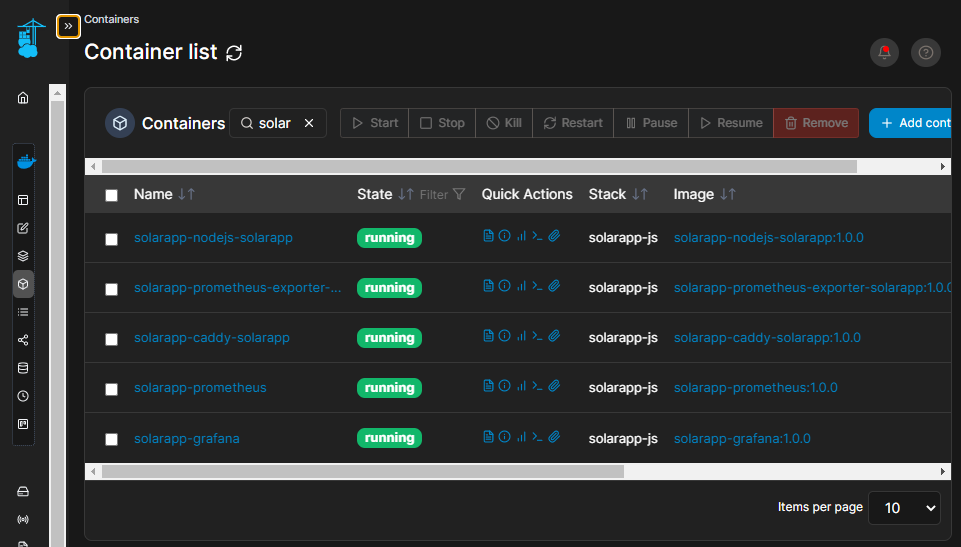 Containers
Container list
Containers solar Start Stop Kill Restart Pause Resume Remove Add cont
Name State Filter Quick Actions Stack Image
solarapp-nodejs-solarapp running solarapp-js solarapp-nodejs-solarapp:1.0.0
solarapp-prometheus-exporter-... running solarapp-js solarapp-prometheus-exporter-solarapp:1.0.0
solarapp-caddy-solarapp running solarapp-js solarapp-caddy-solarapp:1.0.0
solarapp-prometheus running solarapp-js solarapp-prometheus:1.0.0
solarapp-grafana running solarapp-js solarapp-grafana:1.0.0
Items per page 10